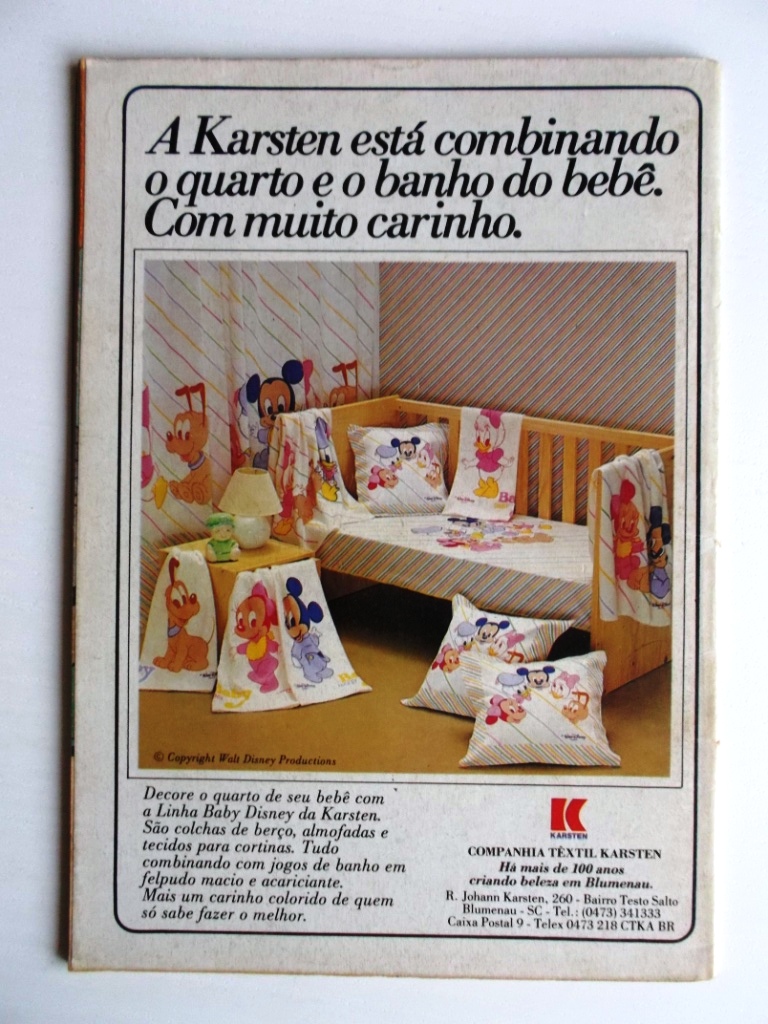 A Karsten está combinando
o quarto e o banho do bebê.
Com muito carinho.
© Copyright Walt Disney Productions
Decore o quarto de seu bebê com
a Linha Baby Disney da Karsten.
São colchas de berço, almofadas e
tecidos para cortinas. Tudo
combinando com jogos de banho em
felpudo macio e acariciante.
Mais um carinho colorido de quem
só sabe fazer o melhor.
KARSTEN
COMPANHIA TÊXTIL KARSTEN
Há mais de 100 anos
criando beleza em Blumenau.
R. Johann Karsten, 260 - Bairro Testo Salto
Blumenau - SC - Tel.: (0473) 341333
Caixa Postal 9 - Telex 0473 218 CTKA BR